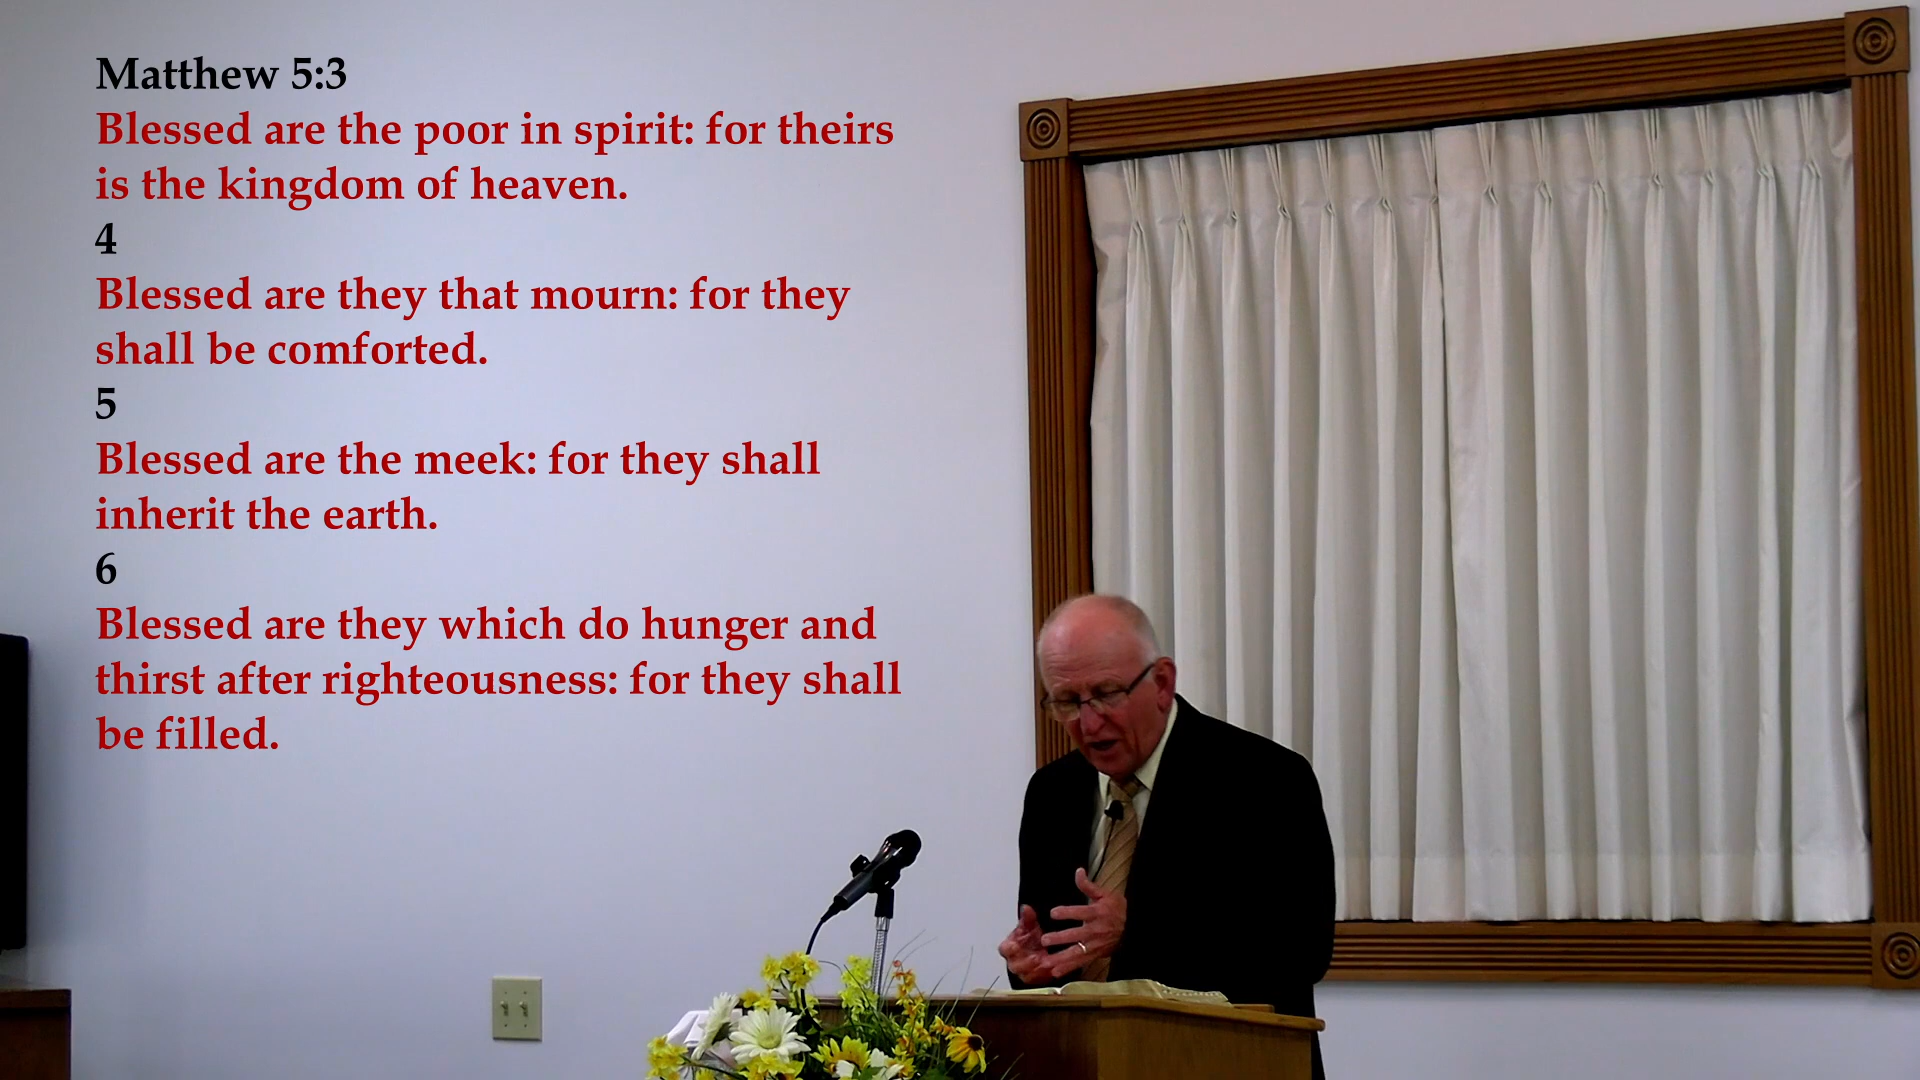 Matthew 5:3
Blessed are the poor in spirit: for theirs
is the kingdom of heaven.
4
Blessed are they that mourn: for they
shall be comforted.
5
Blessed are the meek: for they shall
inherit the earth.
6
Blessed are they which do hunger and
thirst after righteousness: for they shall
be filled.